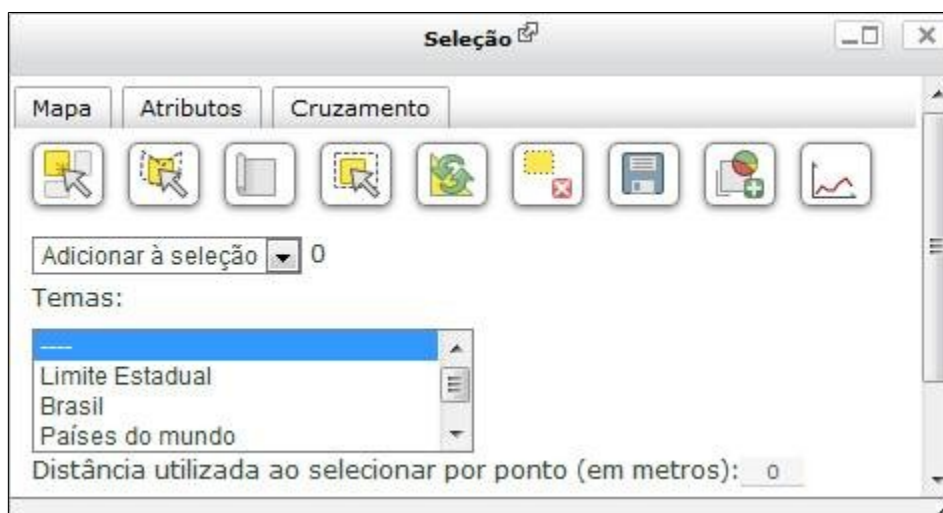 Seleção
Mapa Atributos Cruzamento
Adicionar à seleção 0
Temas:
----
Limite Estadual
Brasil
Países do mundo
Distância utilizada ao selecionar por ponto (em metros): 0